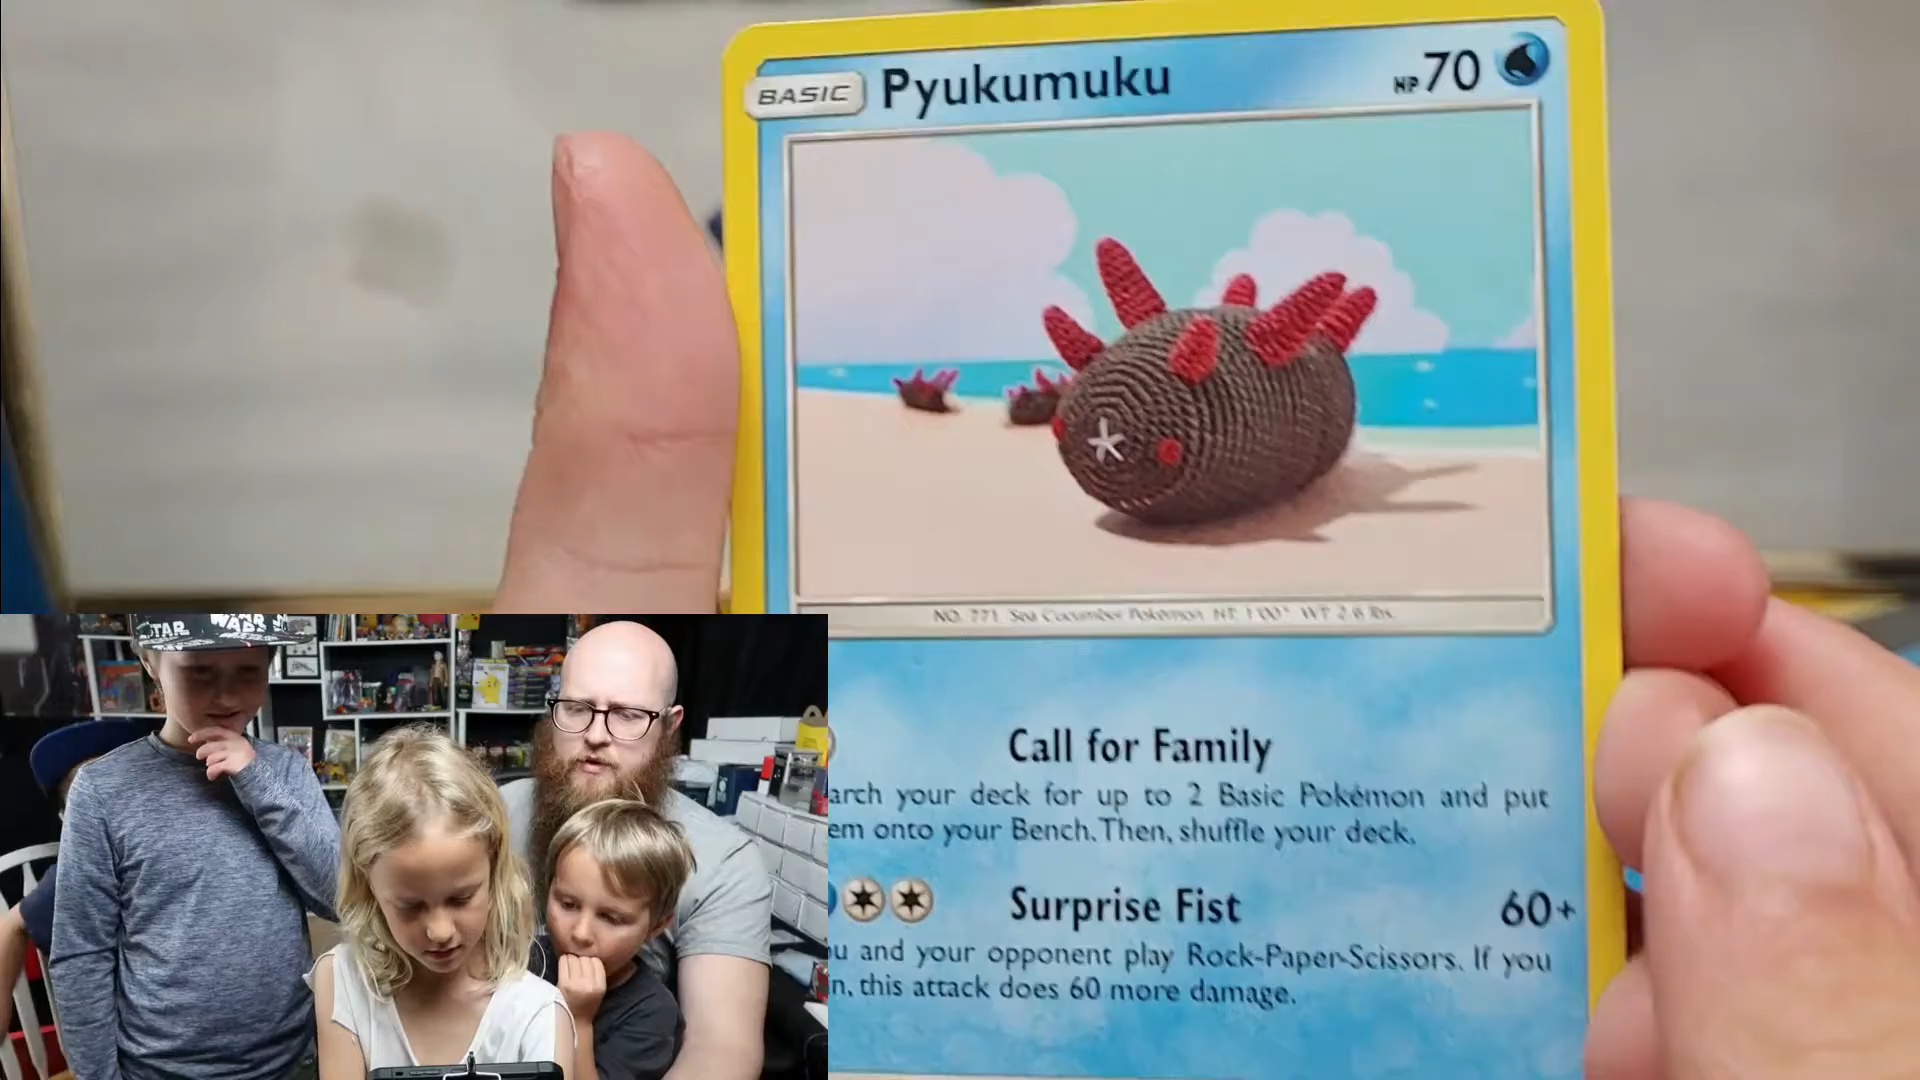 BASIC Pyukumuku HP 70
NO. 771 Sea Cucumber Pokémon HT: 1'00" WT: 2.6 lbs.
Call for Family
arch your deck for up to 2 Basic Pokémon and put
em onto your Bench. Then, shuffle your deck.
Surprise Fist 60+
u and your opponent play Rock-Paper-Scissors. If you
n, this attack does 60 more damage.
STAR WARS